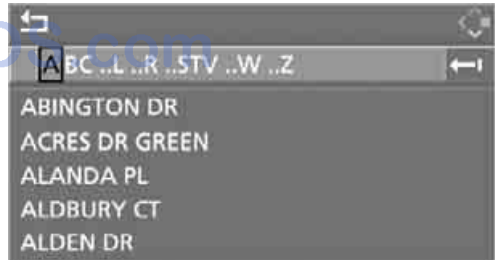 ABC ..L ..R ..STV ..W ..Z
ABINGTON DR
ACRES DR GREEN
ALANDA PL
ALDBURY CT
ALDEN DR